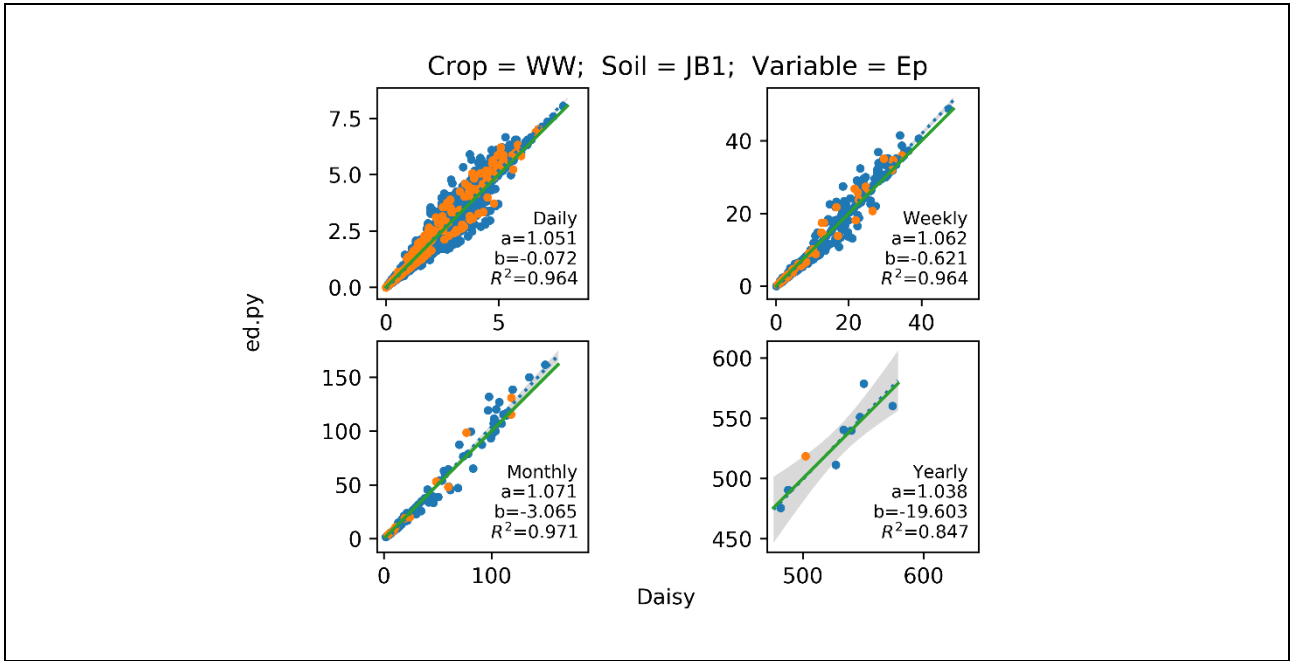 Crop = WW;  Soil = JB1;  Variable = Ep
7.5
5.0
2.5
0.0
0
5
Daily
a=1.051
b=-0.072
R²=0.964
40
20
0
0
20
40
Weekly
a=1.062
b=-0.621
R²=0.964
ed.py
150
100
50
0
0
100
Monthly
a=1.071
b=-3.065
R²=0.971
600
550
500
450
500
600
Yearly
a=1.038
b=-19.603
R²=0.847
Daisy